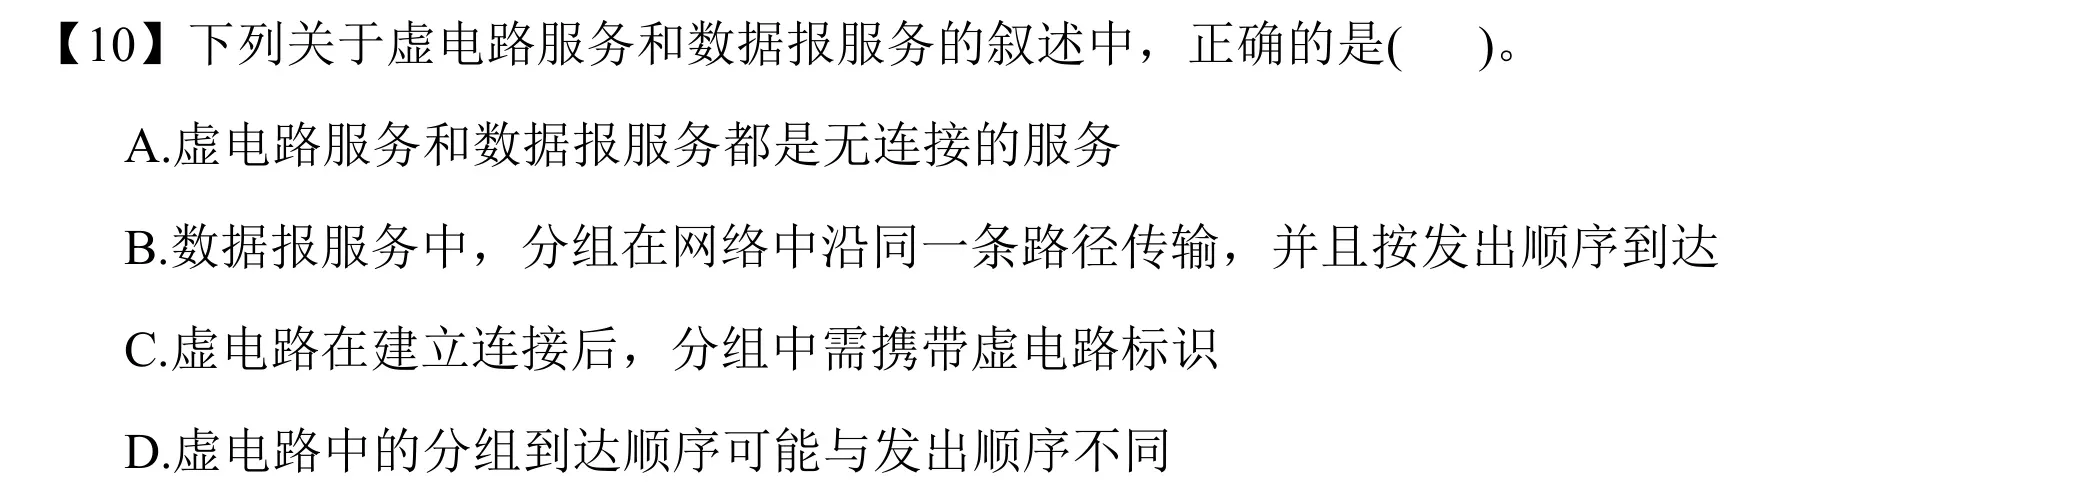 【10】下列关于虚电路服务和数据报服务的叙述中，正确的是(　　)。
A.虚电路服务和数据报服务都是无连接的服务
B.数据报服务中，分组在网络中沿同一条路径传输，并且按发出顺序到达
C.虚电路在建立连接后，分组中需携带虚电路标识
D.虚电路中的分组到达顺序可能与发出顺序不同